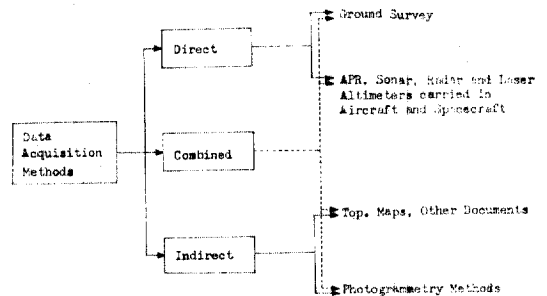 Ground Survey
Direct
APR, Sonar, Radar and Laser
Altimeters carried in
Aircraft and Spacecraft
Data
Acquisition
Methods
Combined
Top. Maps, Other Documents
Indirect
Photogrammetry Methods